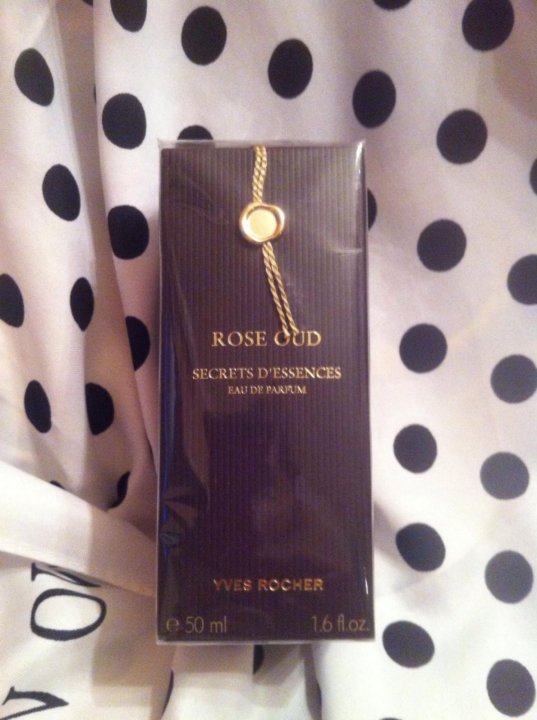 ROSE OUD
SECRETS D'ESSENCES
EAU DE PARFUM
YVES ROCHER
℮ 50 ml 1.6 fl.oz.